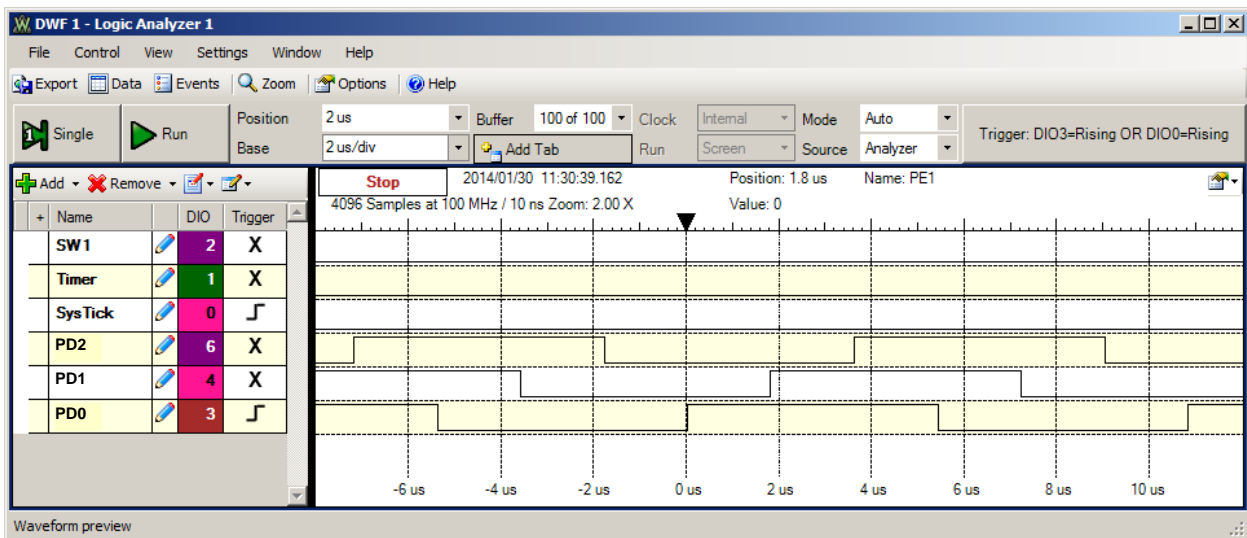 DWF 1 - Logic Analyzer 1
File Control View Settings Window Help
Export Data Events Zoom Options Help
Single Run Position 2 us Buffer 100 of 100 Clock Internal Mode Auto Trigger: DIO3=Rising OR DIO0=Rising
Base 2 us/div Add Tab Run Screen Source Analyzer
Add Remove Stop 2014/01/30 11:30:39.162 Position: 1.8 us Name: PE1
4096 Samples at 100 MHz / 10 ns Zoom: 2.00 X Value: 0
+ Name DIO Trigger
SW1 2 X
Timer 1 X
SysTick 0
PD2 6 X
PD1 4 X
PD0 3
-6 us -4 us -2 us 0 us 2 us 4 us 6 us 8 us 10 us
Waveform preview